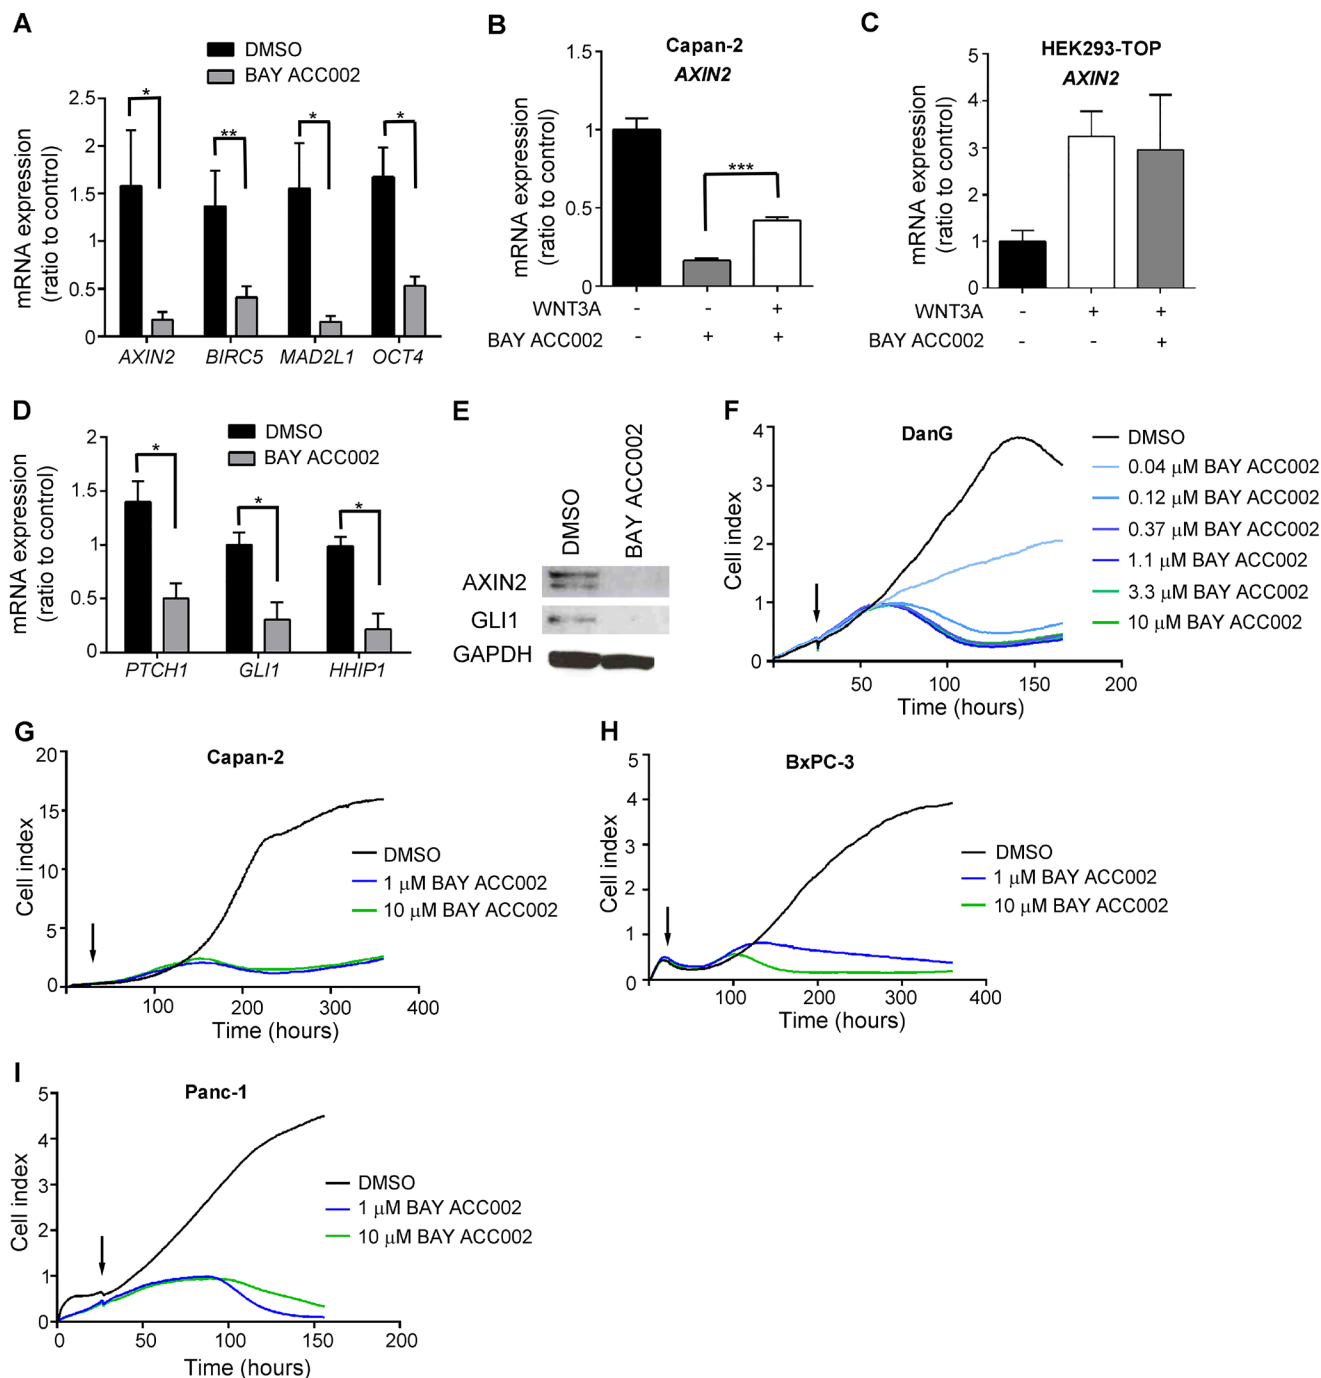 A
DMSO
BAY ACC002
mRNA expression
(ratio to control)
2.5
2
1.5
1
0.5
0
*
**
*
*
AXIN2 BIRC5 MAD2L1 OCT4
B
Capan-2
AXIN2
mRNA expression
(ratio to control)
1.5
1
0.5
0
***
WNT3A - - +
BAY ACC002 - + +
C
HEK293-TOP
AXIN2
mRNA expression
(ratio to control)
5
4
3
2
1
0
WNT3A - + +
BAY ACC002 - - +
D
DMSO
BAY ACC002
mRNA expression
(ratio to control)
2
1.5
1
0.5
0
*
*
*
PTCH1 GLI1 HHIP1
E
DMSO
BAY ACC002
AXIN2
GLI1
GAPDH
F
DanG
Cell index
4
3
2
1
0
50 100 150 200
Time (hours)
DMSO
0.04 μM BAY ACC002
0.12 μM BAY ACC002
0.37 μM BAY ACC002
1.1 μM BAY ACC002
3.3 μM BAY ACC002
10 μM BAY ACC002
G
Capan-2
Cell index
20
15
10
5
0
100 200 300 400
Time (hours)
DMSO
1 μM BAY ACC002
10 μM BAY ACC002
H
BxPC-3
Cell index
5
4
3
2
1
0
100 200 300 400
Time (hours)
DMSO
1 μM BAY ACC002
10 μM BAY ACC002
I
Panc-1
Cell index
5
4
3
2
1
0
0 50 100 150 200
Time (hours)
DMSO
1 μM BAY ACC002
10 μM BAY ACC002